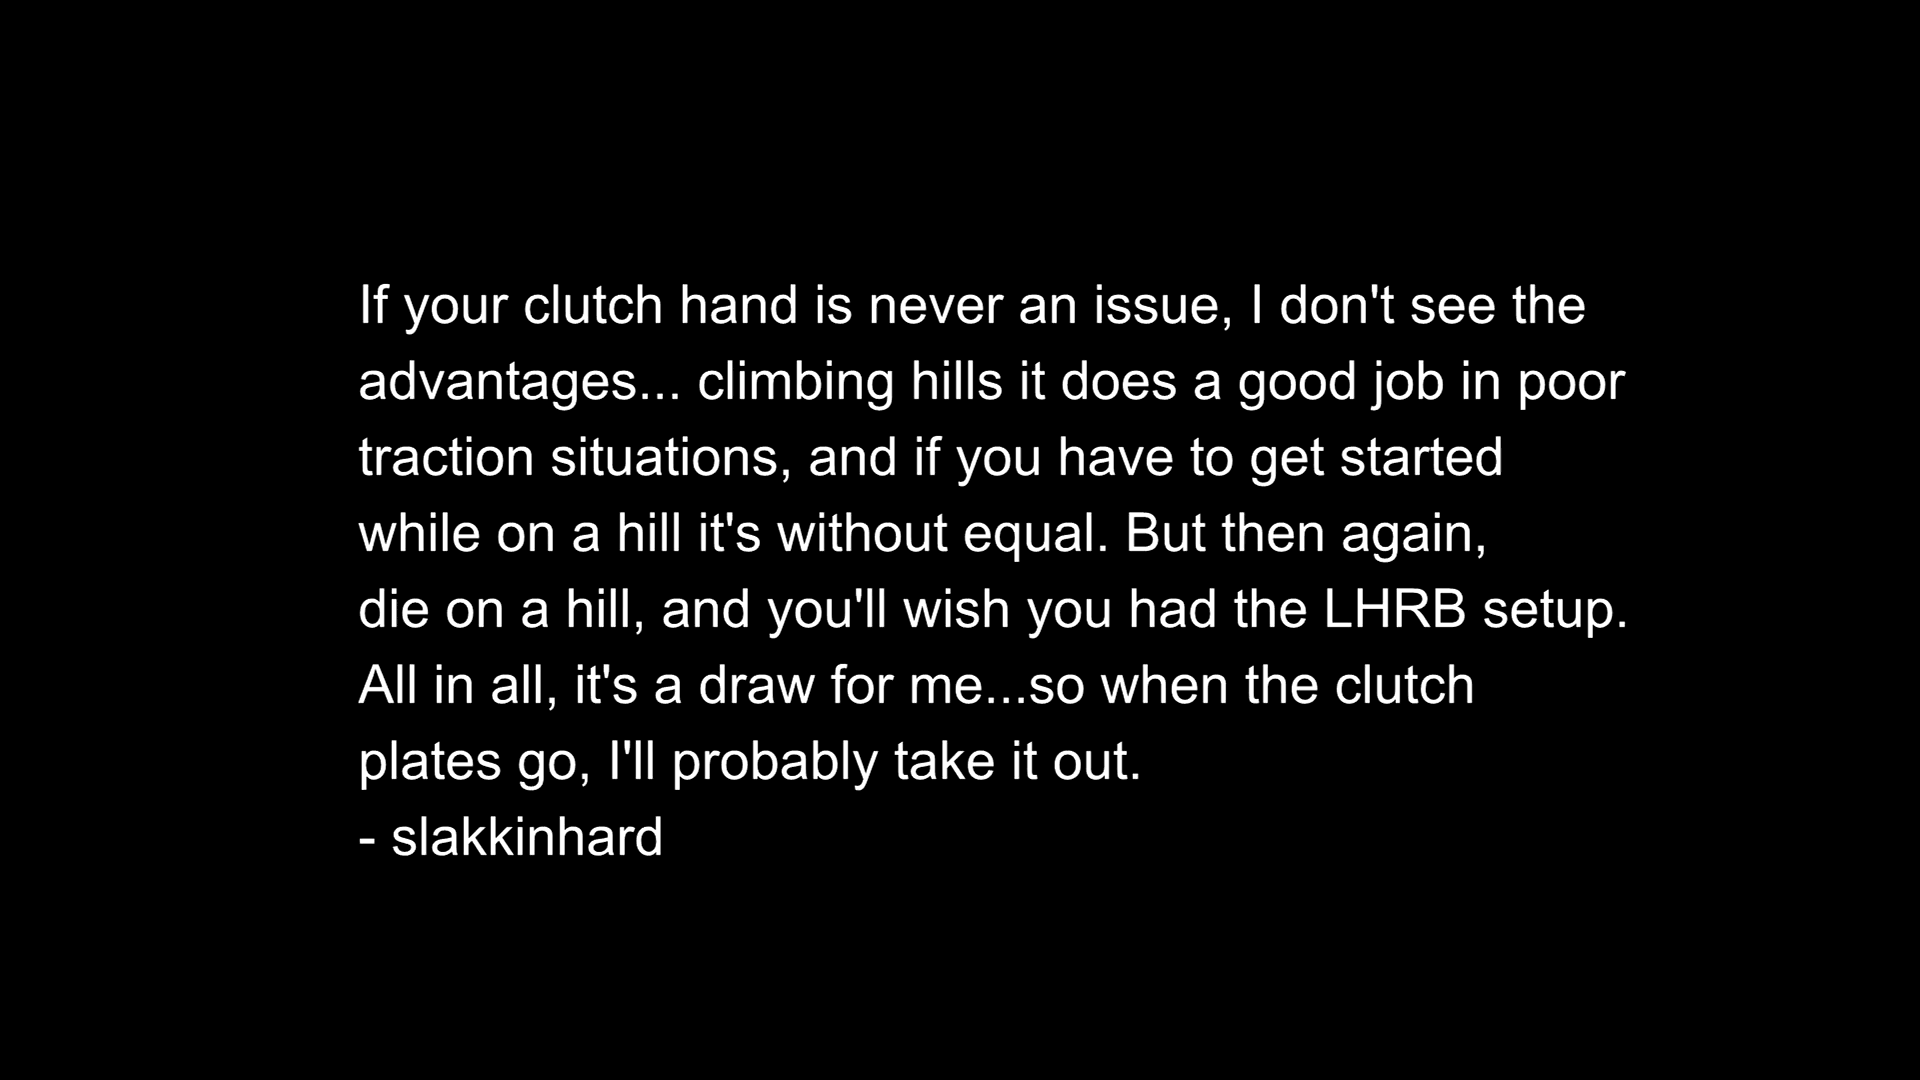 If your clutch hand is never an issue, I don't see the
advantages... climbing hills it does a good job in poor
traction situations, and if you have to get started
while on a hill it's without equal. But then again,
die on a hill, and you'll wish you had the LHRB setup.
All in all, it's a draw for me...so when the clutch
plates go, I'll probably take it out.
- slakkinhard